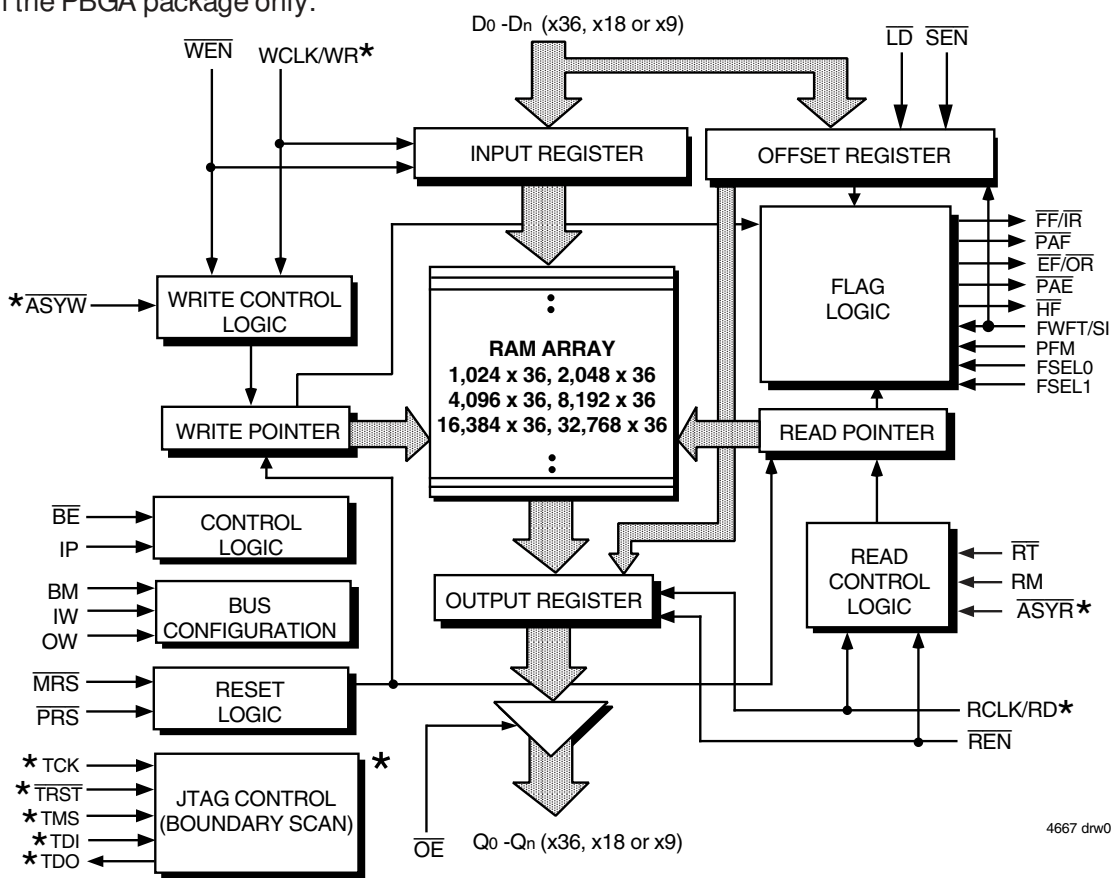 the PBGA package only.
D0 -Dn (x36, x18 or x9)
WEN
WCLK/WR*
LD SEN
INPUT REGISTER
OFFSET REGISTER
FF/IR
PAF
EF/OR
PAE
HF
FWFT/SI
PFM
FSEL0
FSEL1
FLAG
LOGIC
*ASYW
WRITE CONTROL
LOGIC
RAM ARRAY
1,024 x 36, 2,048 x 36
4,096 x 36, 8,192 x 36
16,384 x 36, 32,768 x 36
WRITE POINTER
READ POINTER
BE
IP
CONTROL
LOGIC
READ
CONTROL
LOGIC
RT
RM
ASYR*
BM
IW
OW
BUS
CONFIGURATION
OUTPUT REGISTER
MRS
PRS
RESET
LOGIC
RCLK/RD*
REN
*TCK
*TRST
*TMS
*TDI
*TDO
JTAG CONTROL
(BOUNDARY SCAN)
*
OE
Q0 -Qn (x36, x18 or x9)
4667 drw0